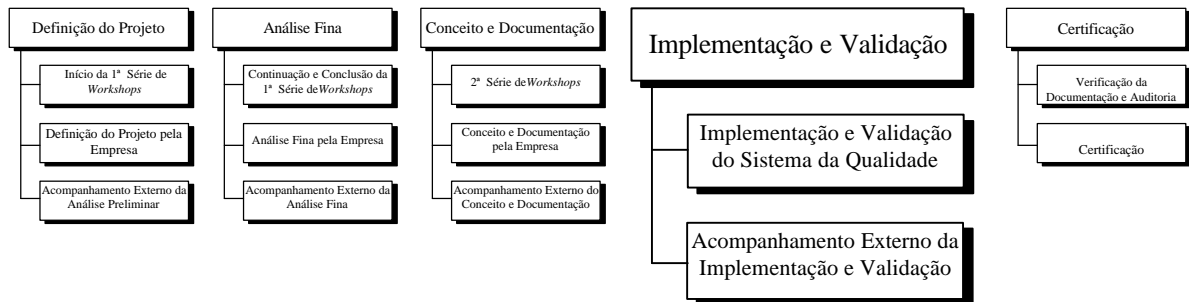 Definição do Projeto
Início da 1ª Série de
Workshops
Definição do Projeto pela
Empresa
Acompanhamento Externo da
Análise Preliminar
Análise Fina
Continuação e Conclusão da
1ª Série deWorkshops
Análise Fina pela Empresa
Acompanhamento Externo da
Análise Fina
Conceito e Documentação
2ª Série deWorkshops
Conceito e Documentação
pela Empresa
Acompanhamento Externo do
Conceito e Documentação
Implementação e Validação
Implementação e Validação
do Sistema da Qualidade
Acompanhamento Externo da
Implementação e Validação
Certificação
Verificação da
Documentação e Auditoria
Certificação